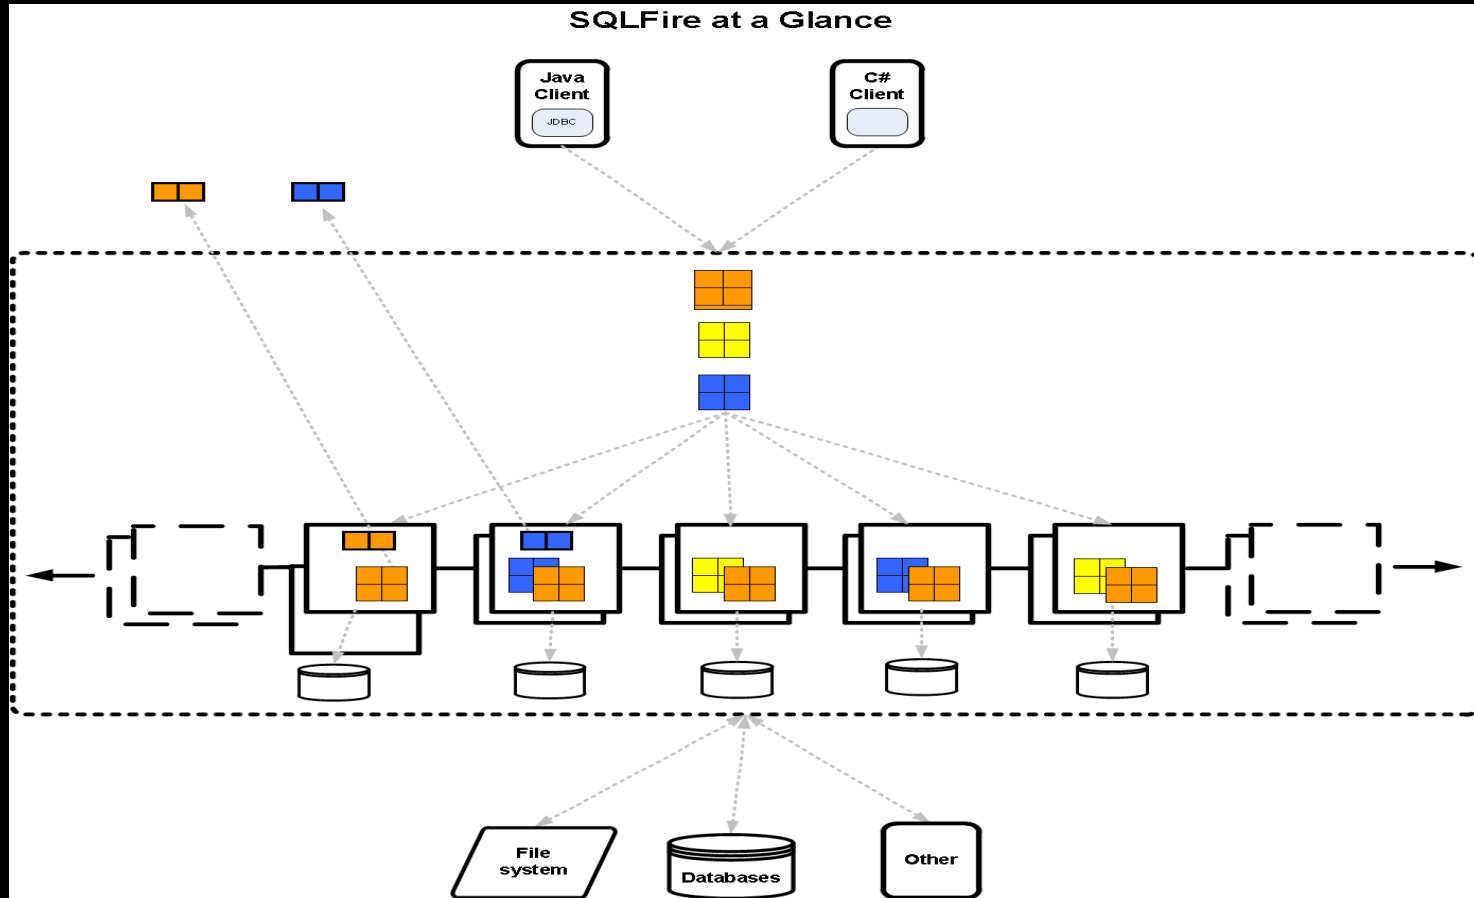 SQLFire at a Glance
Java
Client
JDBC
C#
Client
File
system
Databases
Other